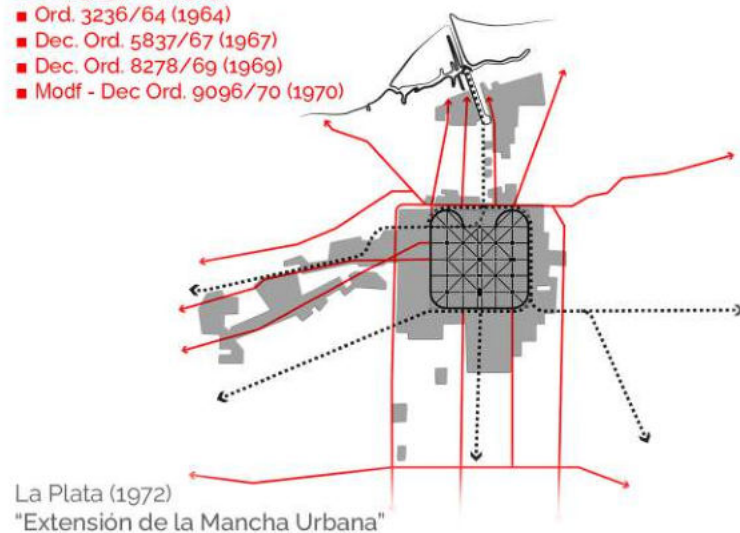 Ord. 3236/64 (1964)
Dec. Ord. 5837/67 (1967)
Dec. Ord. 8278/69 (1969)
Modf - Dec Ord. 9096/70 (1970)
La Plata (1972)
“Extensión de la Mancha Urbana”